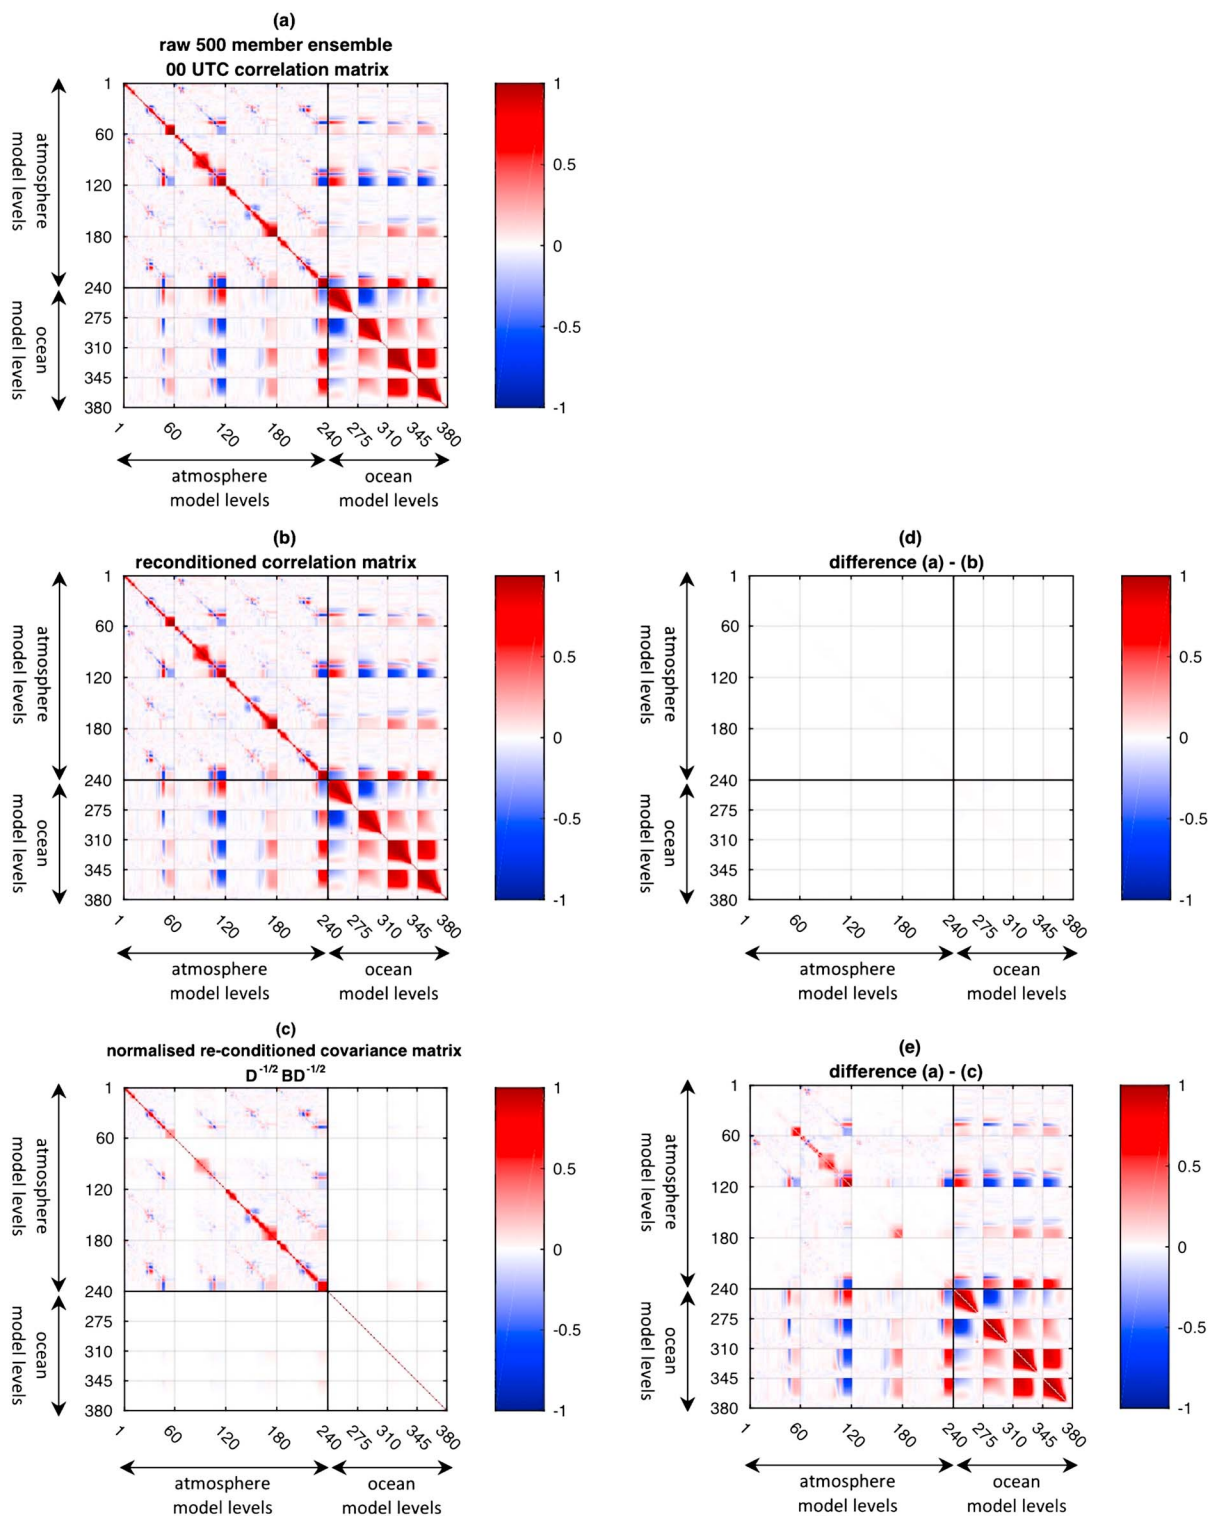 (a)
raw 500 member ensemble
00 UTC correlation matrix
1
60
120
180
240
275
310
345
380
atmosphere
model levels
ocean
model levels
1 60 120 180 240 275 310 345 380
atmosphere
model levels
ocean
model levels
1
0.5
0
-0.5
-1
(b)
reconditioned correlation matrix
1
60
120
180
240
275
310
345
380
atmosphere
model levels
ocean
model levels
1 60 120 180 240 275 310 345 380
atmosphere
model levels
ocean
model levels
1
0.5
0
-0.5
-1
(d)
difference (a) - (b)
1
60
120
180
240
275
310
345
380
atmosphere
model levels
ocean
model levels
1 60 120 180 240 275 310 345 380
atmosphere
model levels
ocean
model levels
1
0.5
0
-0.5
-1
(c)
normalised re-conditioned covariance matrix
D-1/2 BD-1/2
1
60
120
180
240
275
310
345
380
atmosphere
model levels
ocean
model levels
1 60 120 180 240 275 310 345 380
atmosphere
model levels
ocean
model levels
1
0.5
0
-0.5
-1
(e)
difference (a) - (c)
1
60
120
180
240
275
310
345
380
atmosphere
model levels
ocean
model levels
1 60 120 180 240 275 310 345 380
atmosphere
model levels
ocean
model levels
1
0.5
0
-0.5
-1